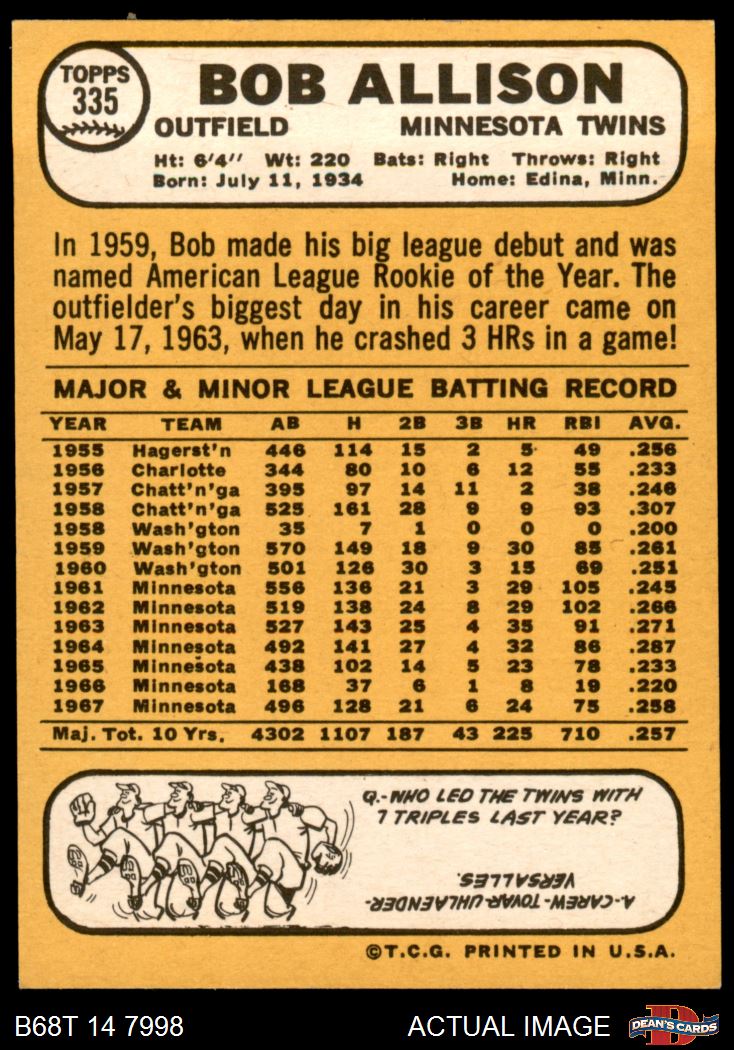 TOPPS
335
BOB ALLISON
OUTFIELD MINNESOTA TWINS
Ht: 6'4" Wt: 220 Bats: Right Throws: Right
Born: July 11, 1934 Home: Edina, Minn.
In 1959, Bob made his big league debut and was
named American League Rookie of the Year. The
outfielder's biggest day in his career came on
May 17, 1963, when he crashed 3 HRs in a game!
MAJOR & MINOR LEAGUE BATTING RECORD
YEAR TEAM AB H 2B 3B HR RBI AVG.
1955 Hagerst'n 446 114 15 2 5 49 .256
1956 Charlotte 344 80 10 6 12 55 .233
1957 Chatt'n'ga 395 97 14 11 2 38 .246
1958 Chatt'n'ga 525 161 28 9 9 93 .307
1958 Wash'gton 35 7 1 0 0 0 .200
1959 Wash'gton 570 149 18 9 30 85 .261
1960 Wash'gton 501 126 30 3 15 69 .251
1961 Minnesota 556 136 21 3 29 105 .245
1962 Minnesota 519 138 24 8 29 102 .266
1963 Minnesota 527 143 25 4 35 91 .271
1964 Minnesota 492 141 27 4 32 86 .287
1965 Minnesota 438 102 14 5 23 78 .233
1966 Minnesota 168 37 6 1 8 19 .220
1967 Minnesota 496 128 21 6 24 75 .258
Maj. Tot. 10 Yrs. 4302 1107 187 43 225 710 .257
Q.-WHO LED THE TWINS WITH
7 TRIPLES LAST YEAR?
A-CAREW-TOVAR-UHLAENDER-
VERSALLES.
©T.C.G. PRINTED IN U.S.A.
B68T 14 7998 ACTUAL IMAGE DEAN'S CARDS